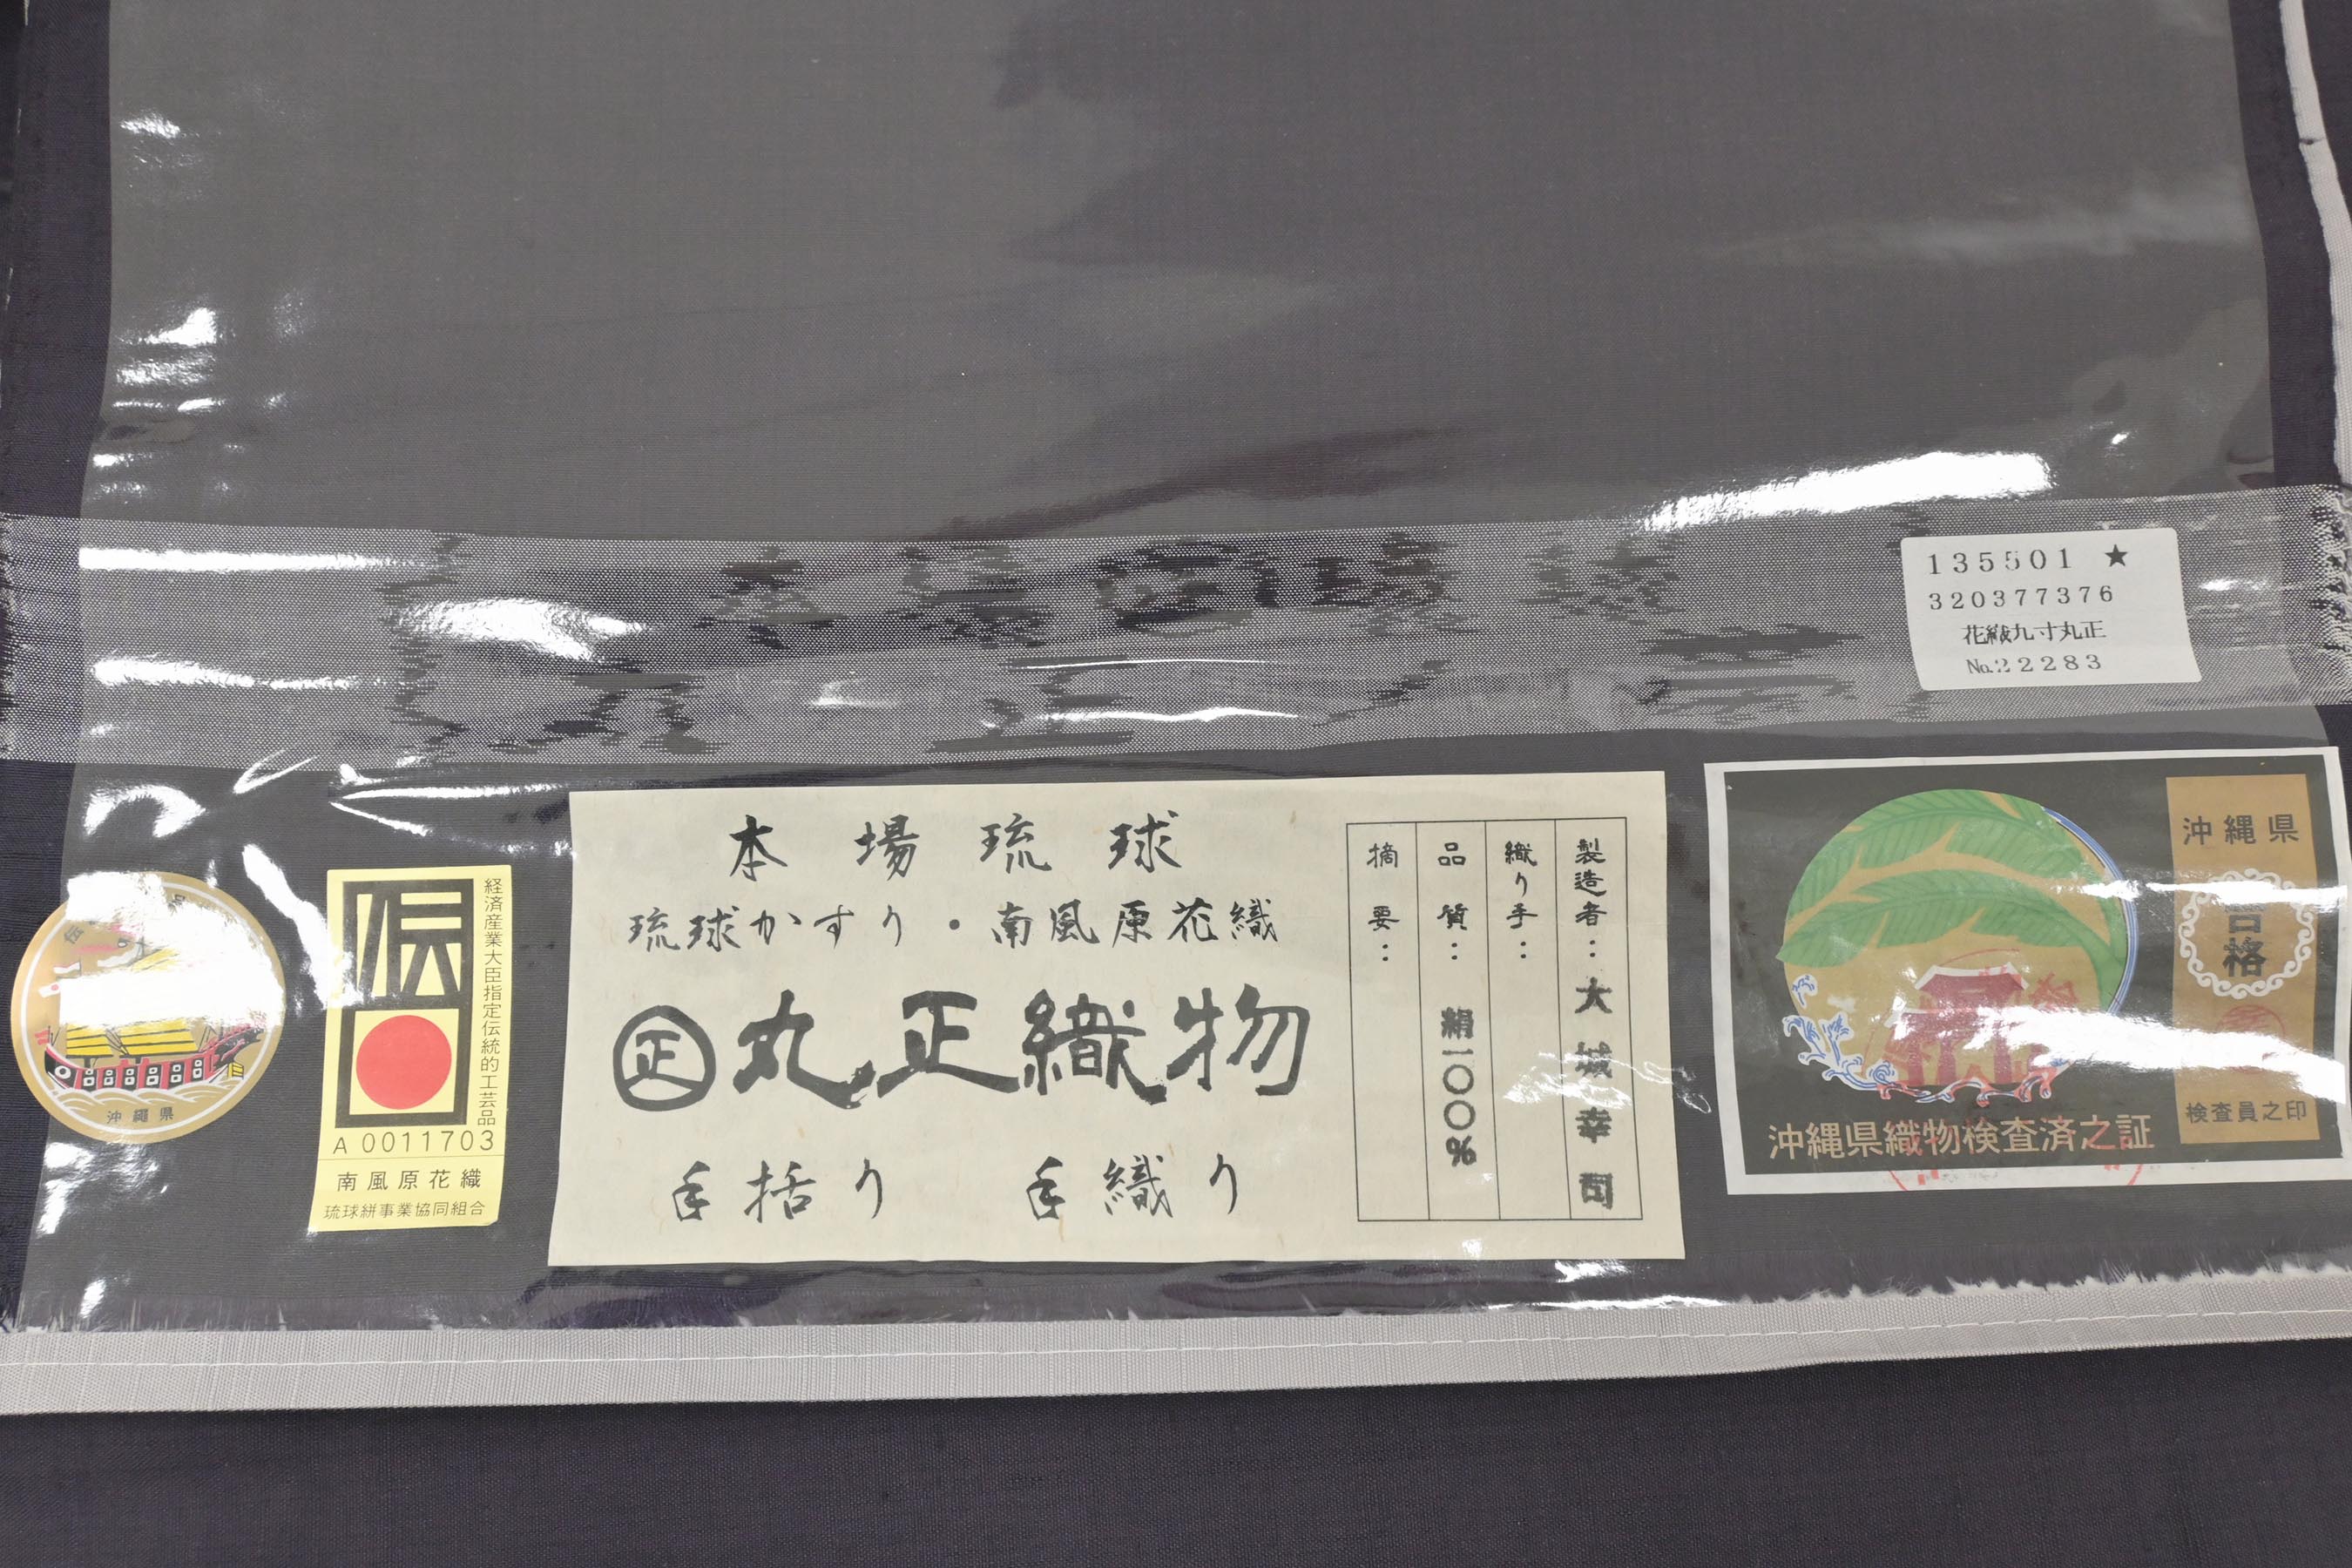 135501 ★
320377376
花織九寸丸正
No.22283
沖縄県
経済産業大臣指定伝統的工芸品
伝
A 0011703
南風原花織
琉球絣事業協同組合
本場琉球
琉球かすり・南風原花織
正 丸正織物
手括り 手織り
製造者：大城幸司
織り手：
品質：絹一〇〇%
摘要：
沖縄県
合格
検査員之印
沖縄県織物検査済之証